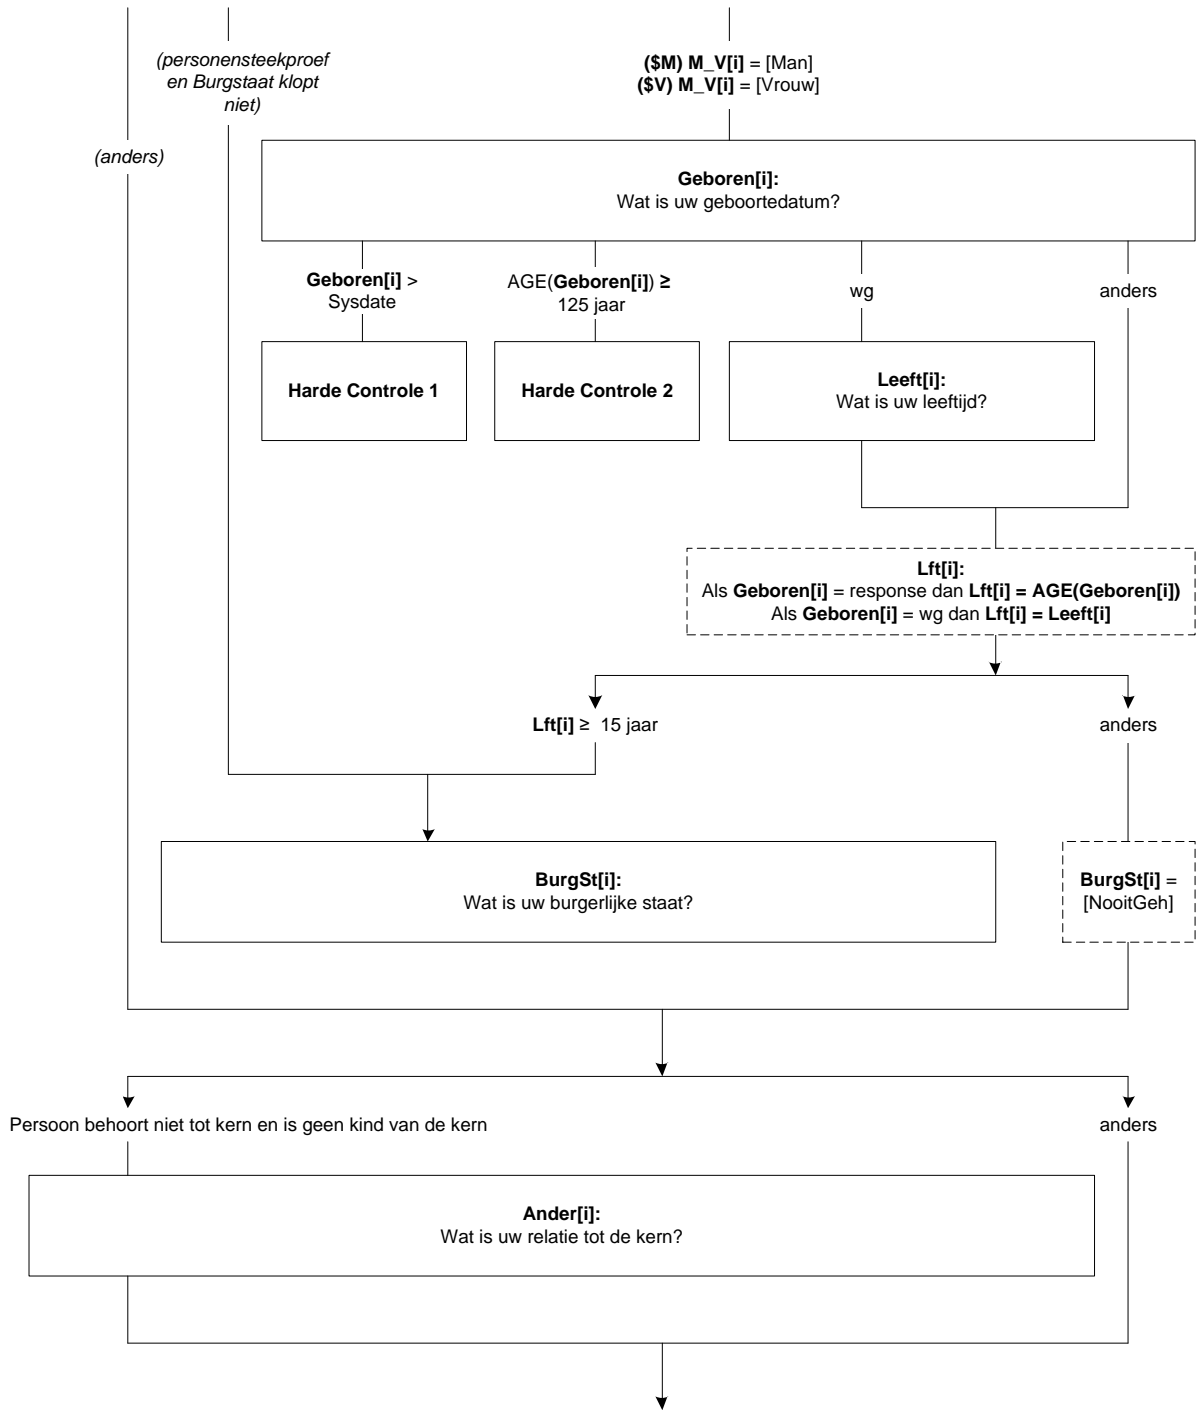 (personensteekproef
en Burgstaat klopt
niet)
($M) M_V[i] = [Man]
($V) M_V[i] = [Vrouw]
(anders)
Geboren[i]:
Wat is uw geboortedatum?
Geboren[i] >
Sysdate
AGE(Geboren[i]) ≥
125 jaar
wg
anders
Harde Controle 1
Harde Controle 2
Leeft[i]:
Wat is uw leeftijd?
Lft[i]:
Als Geboren[i] = response dan Lft[i] = AGE(Geboren[i])
Als Geboren[i] = wg dan Lft[i] = Leeft[i]
Lft[i] ≥ 15 jaar
anders
BurgSt[i]:
Wat is uw burgerlijke staat?
BurgSt[i] =
[NooitGeh]
Persoon behoort niet tot kern en is geen kind van de kern
anders
Ander[i]:
Wat is uw relatie tot de kern?